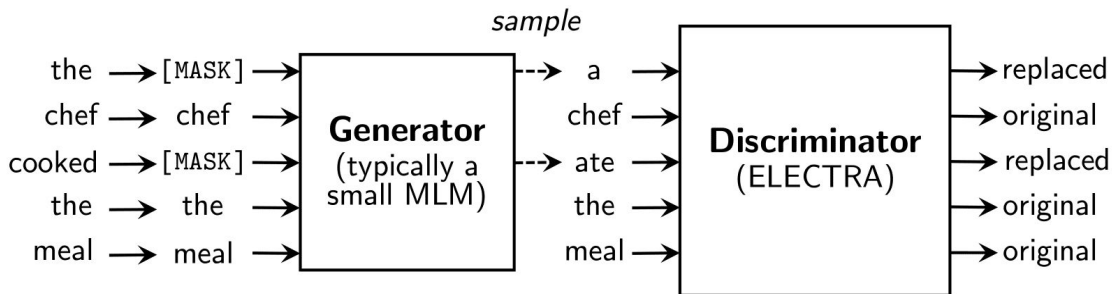 sample
the [MASK] a replaced
chef chef chef original
Generator
(typically a
small MLM)
Discriminator
(ELECTRA)
cooked [MASK] ate replaced
the the the original
meal meal meal original